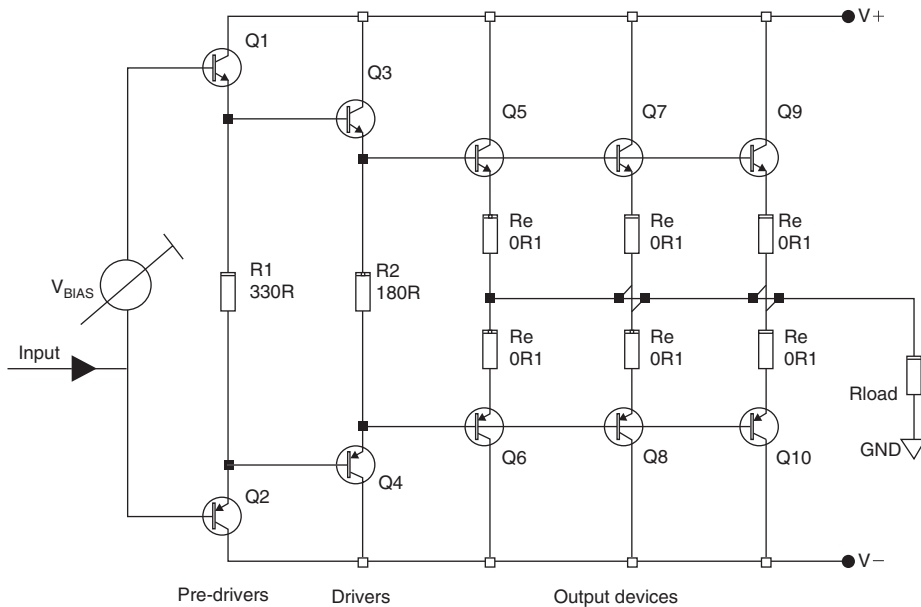 V+
Q1
Q3
Q5
Q7
Q9
Re
0R1
Re
0R1
Re
0R1
VBIAS
R1
330R
R2
180R
Input
Re
0R1
Re
0R1
Re
0R1
Rload
GND
Q2
Q4
Q6
Q8
Q10
V−
Pre-drivers
Drivers
Output devices